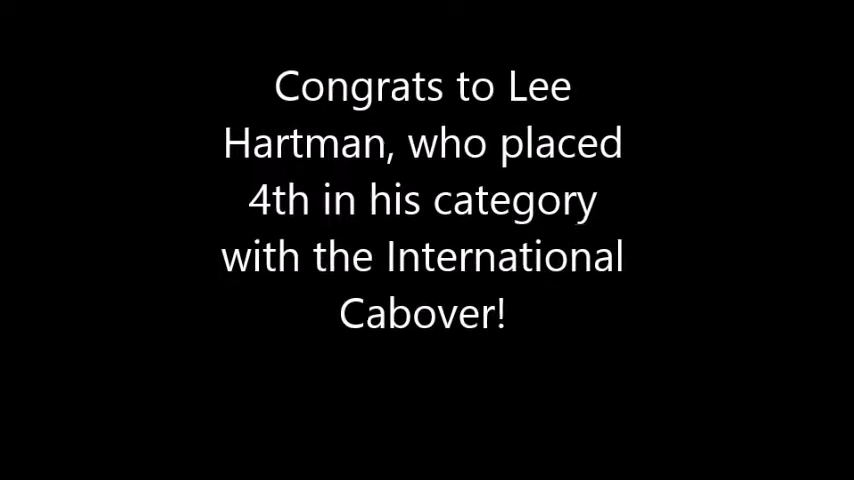 Congrats to Lee
Hartman, who placed
4th in his category
with the International
Cabover!